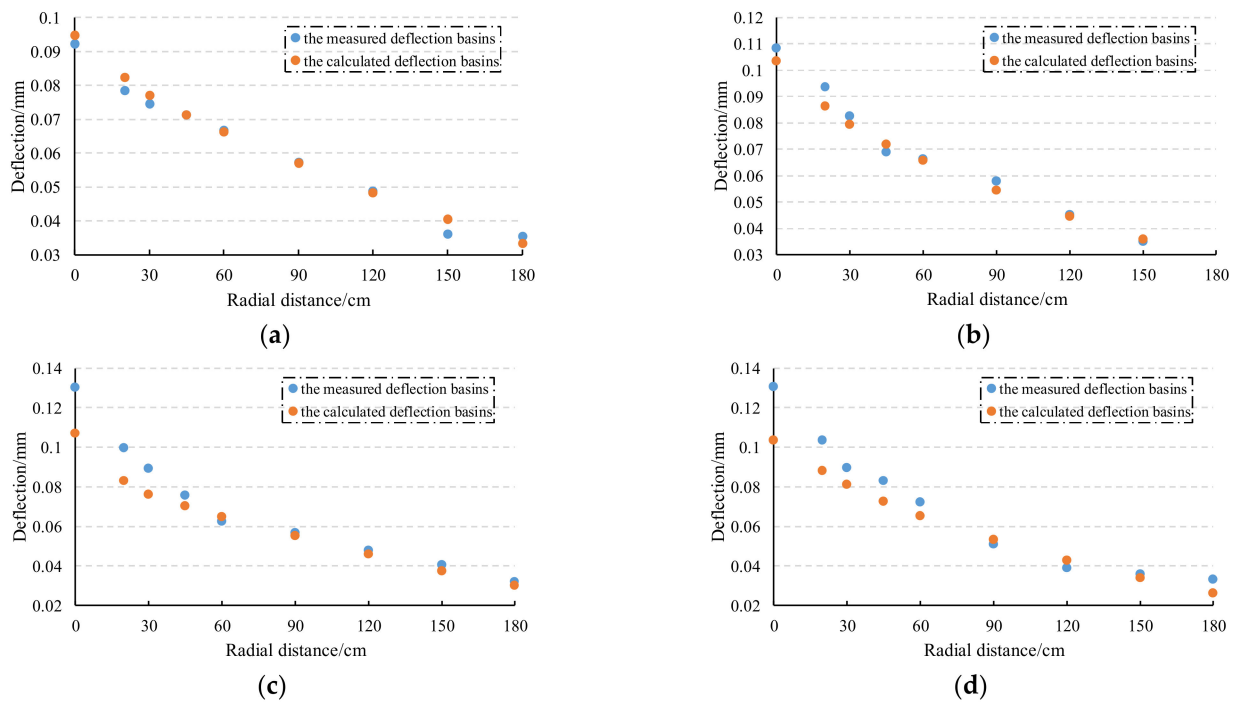 0.1
0.09
0.08
0.07
0.06
0.05
0.04
0.03
Deflection/mm
the measured deflection basins
the calculated deflection basins
0 30 60 90 120 150 180
Radial distance/cm
(a)
0.12
0.11
0.1
0.09
0.08
0.07
0.06
0.05
0.04
0.03
Deflection/mm
the measured deflection basins
the calculated deflection basins
0 30 60 90 120 150 180
Radial distance/cm
(b)
0.14
0.12
0.1
0.08
0.06
0.04
0.02
Deflection/mm
the measured deflection basins
the calculated deflection basins
0 30 60 90 120 150 180
Radial distance/cm
(c)
0.14
0.12
0.1
0.08
0.06
0.04
0.02
Deflection/mm
the measured deflection basins
the calculated deflection basins
0 30 60 90 120 150 180
Radial distance/cm
(d)